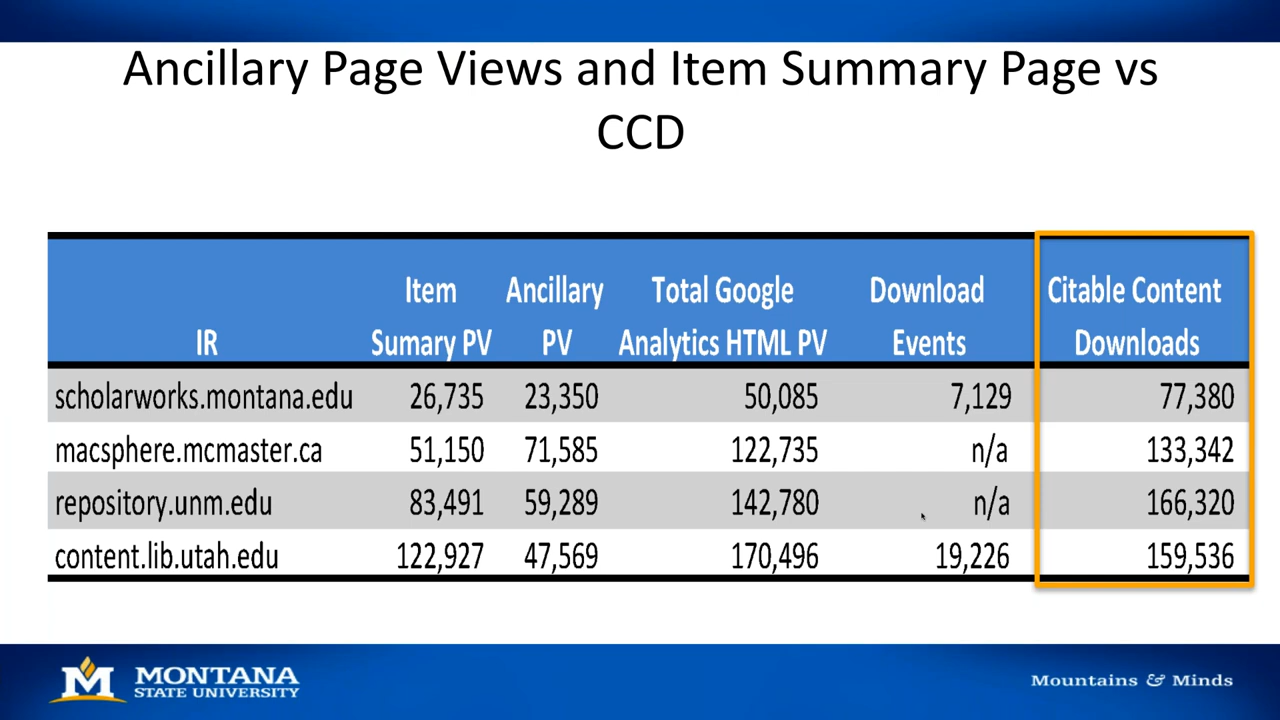 Ancillary Page Views and Item Summary Page vs
CCD
IR
Item
Sumary PV
Ancillary
PV
Total Google
Analytics HTML PV
Download
Events
Citable Content
Downloads
scholarworks.montana.edu 26,735 23,350 50,085 7,129 77,380
macsphere.mcmaster.ca 51,150 71,585 122,735 n/a 133,342
repository.unm.edu 83,491 59,289 142,780 n/a 166,320
content.lib.utah.edu 122,927 47,569 170,496 19,226 159,536
M MONTANA
STATE UNIVERSITY
Mountains & Minds